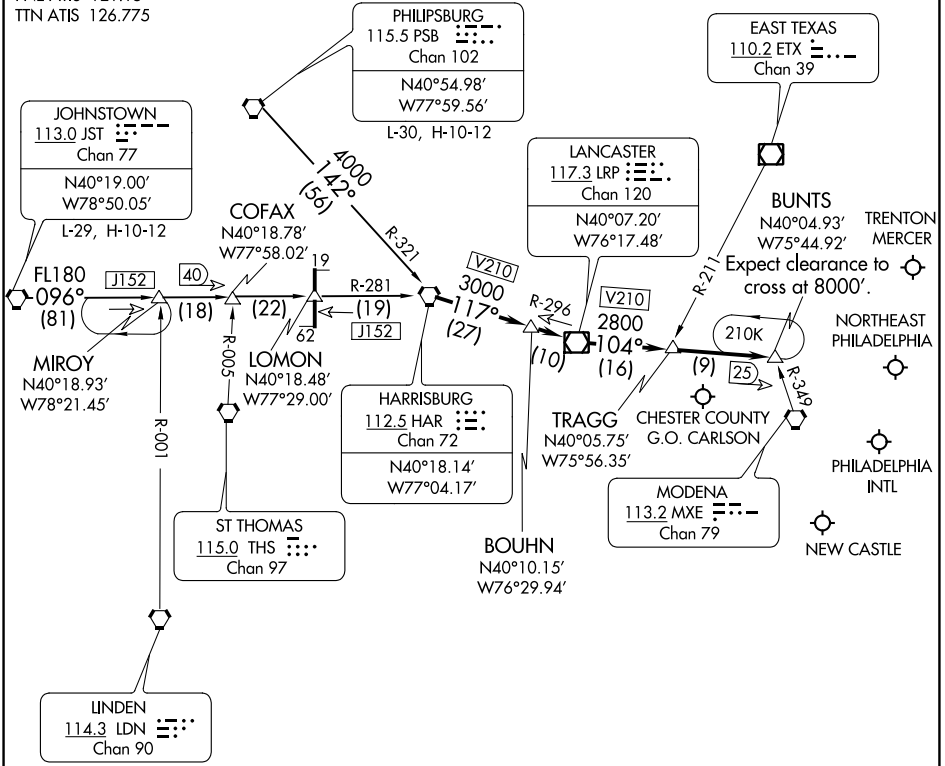 TTN ATIS 126.775
PHILIPSBURG
115.5 PSB
Chan 102
N40°54.98'
W77°59.56'
L-30, H-10-12
EAST TEXAS
110.2 ETX
Chan 39
JOHNSTOWN
113.0 JST
Chan 77
N40°19.00'
W78°50.05'
L-29, H-10-12
LANCASTER
117.3 LRP
Chan 120
N40°07.20'
W76°17.48'
4000
142°
(56)
R-321
COFAX
N40°18.78'
W77°58.02'
BUNTS
N40°04.93'
W75°44.92'
Expect clearance to
cross at 8000'.
TRENTON
MERCER
R-211
FL180
096°
(81)
J152
(18)
40
(22)
19
62
R-281
(19)
J152
V210
3000
117°
(27)
R-296
(10)
V210
2800
104°
(16)
(9)
210K
25
R-349
NORTHEAST
PHILADELPHIA
MIROY
N40°18.93'
W78°21.45'
R-005
R-001
LOMON
N40°18.48'
W77°29.00'
HARRISBURG
112.5 HAR
Chan 72
N40°18.14'
W77°04.17'
TRAGG
N40°05.75'
W75°56.35'
CHESTER COUNTY
G.O. CARLSON
PHILADELPHIA
INTL
MODENA
113.2 MXE
Chan 79
NEW CASTLE
ST THOMAS
115.0 THS
Chan 97
BOUHN
N40°10.15'
W76°29.94'
LINDEN
114.3 LDN
Chan 90